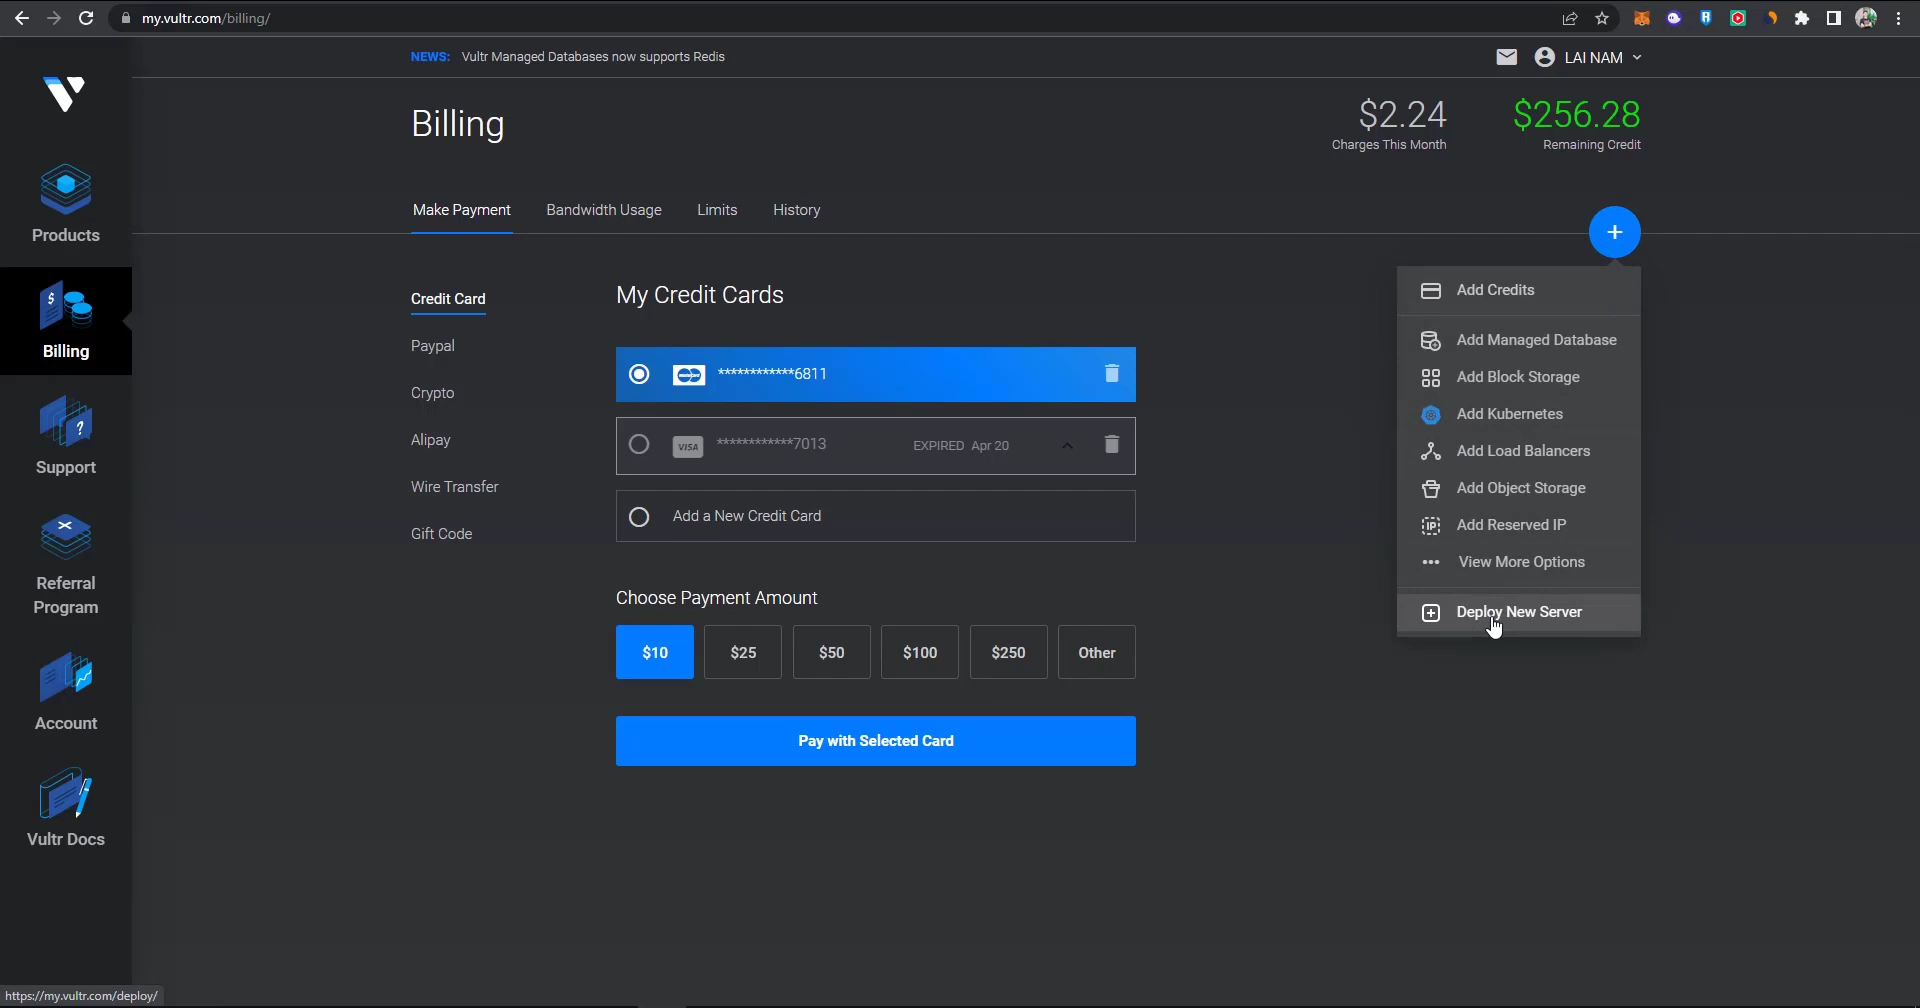 my.vultr.com/billing/
NEWS: Vultr Managed Databases now supports Redis
LAI NAM
Billing
$2.24
Charges This Month
$256.28
Remaining Credit
Products
Billing
Support
Referral
Program
Account
Vultr Docs
Make Payment
Bandwidth Usage
Limits
History
+
Credit Card
Paypal
Crypto
Alipay
Wire Transfer
Gift Code
My Credit Cards
************6811
VISA ************7013 EXPIRED Apr 20
Add a New Credit Card
Choose Payment Amount
$10
$25
$50
$100
$250
Other
Pay with Selected Card
Add Credits
Add Managed Database
Add Block Storage
Add Kubernetes
Add Load Balancers
Add Object Storage
IP Add Reserved IP
View More Options
Deploy New Server
https://my.vultr.com/deploy/